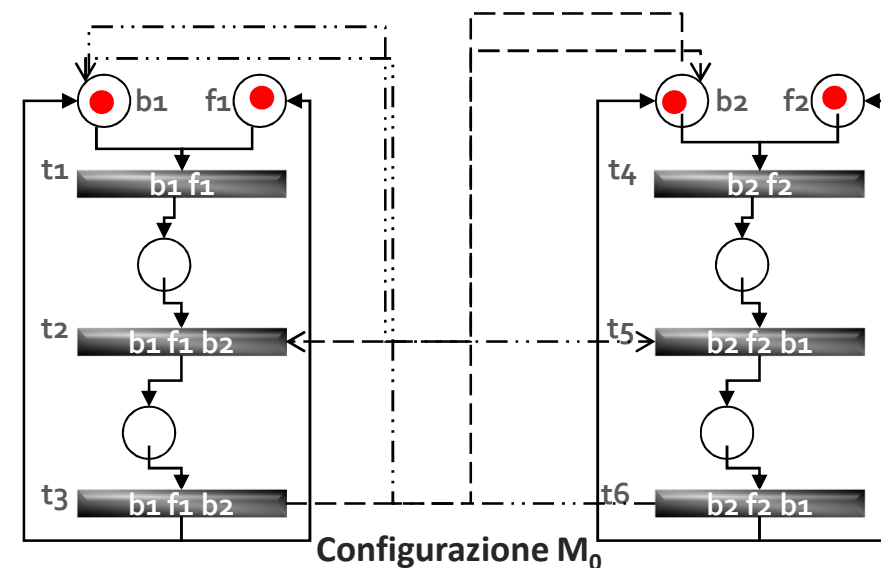 b1
f1
b2
f2
t1
b1 f1
t4
b2 f2
t2
b1 f1 b2
t5
b2 f2 b1
t3
b1 f1 b2
t6
b2 f2 b1
Configurazione M₀